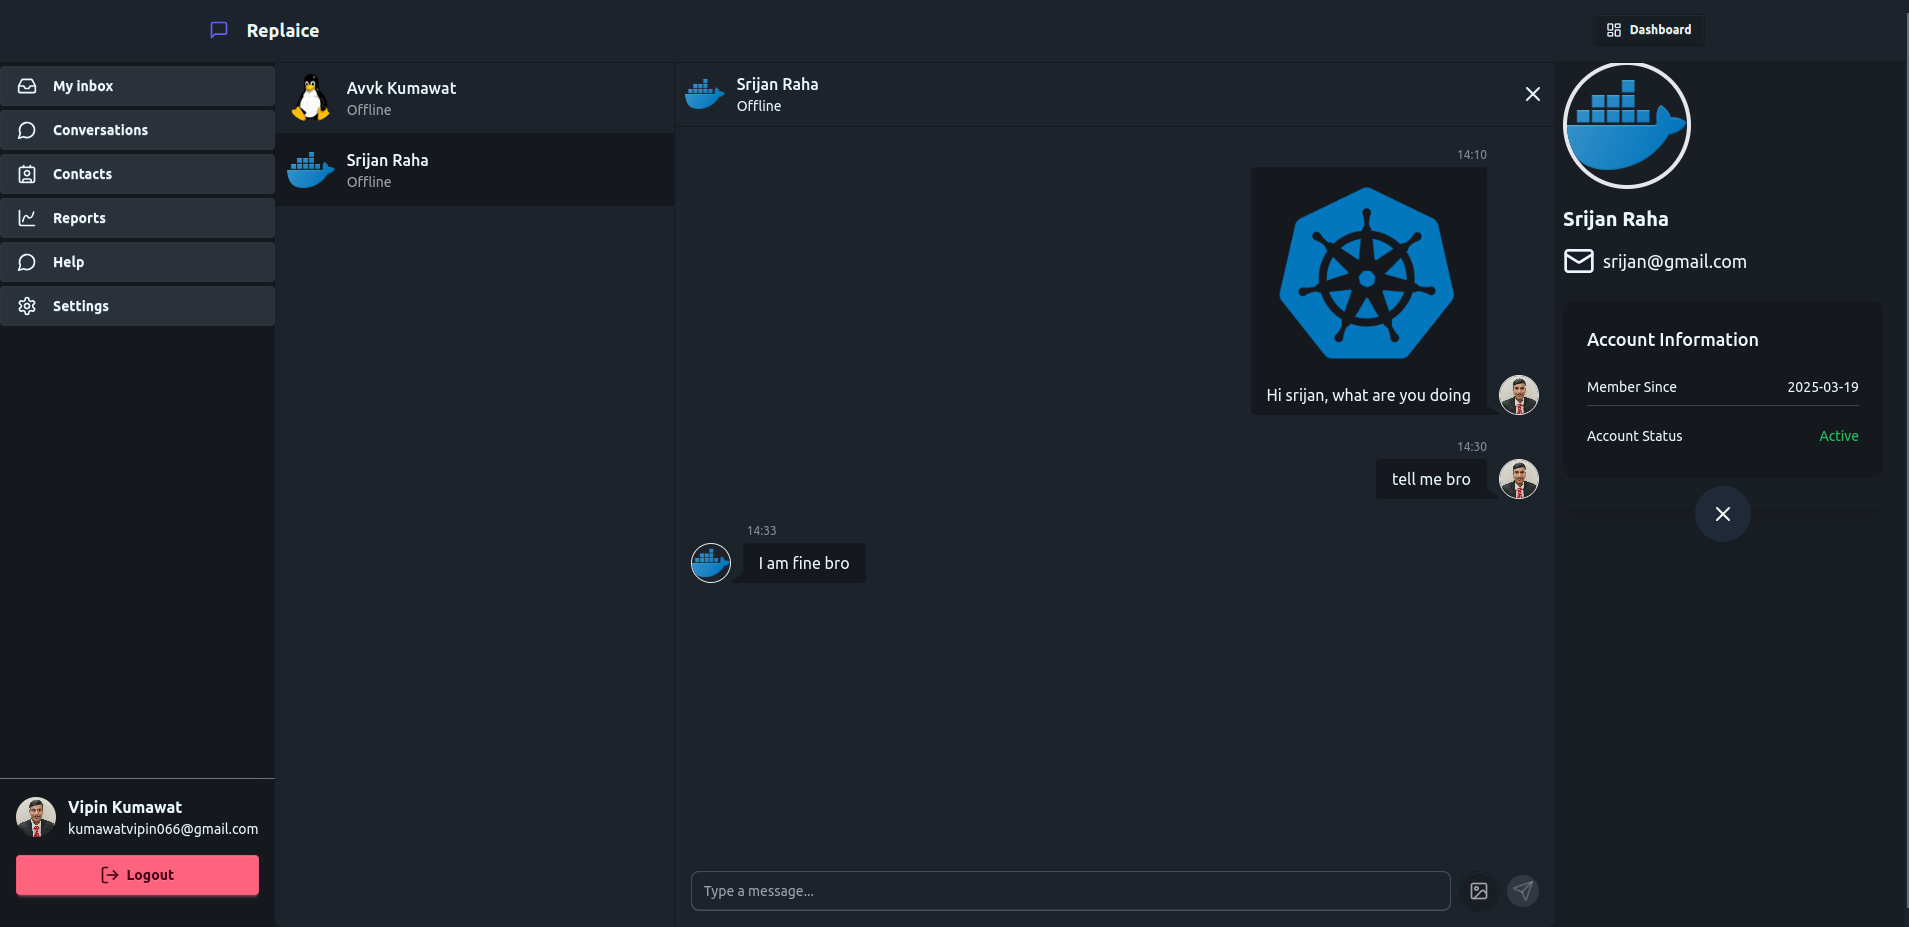 Replaice
Dashboard
My inbox
Conversations
Contacts
Reports
Help
Settings
Vipin Kumawat
kumawatvipin066@gmail.com
Logout
Avvk Kumawat
Offline
Srijan Raha
Offline
Srijan Raha
Offline
14:10
Hi srijan, what are you doing
14:30
tell me bro
14:33
I am fine bro
Type a message...
Srijan Raha
srijan@gmail.com
Account Information
Member Since 2025-03-19
Account Status Active